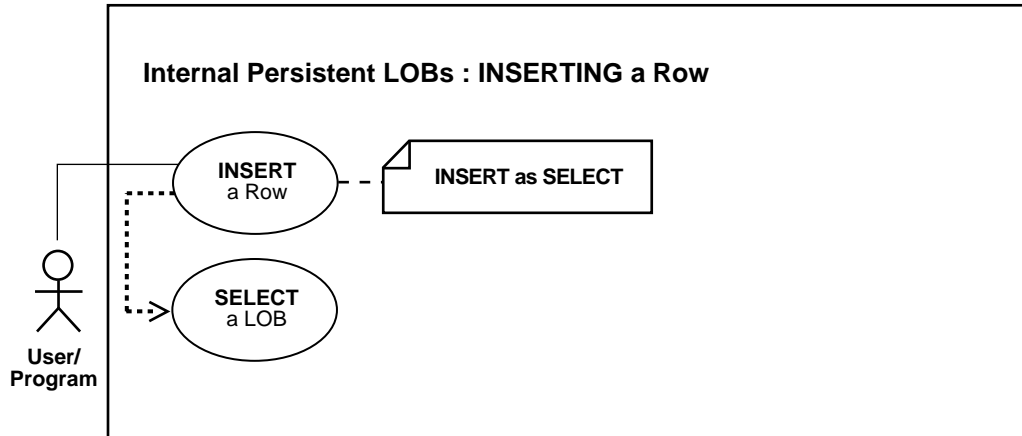 Internal Persistent LOBs : INSERTING a Row
INSERT
a Row
INSERT as SELECT
SELECT
a LOB
User/
Program